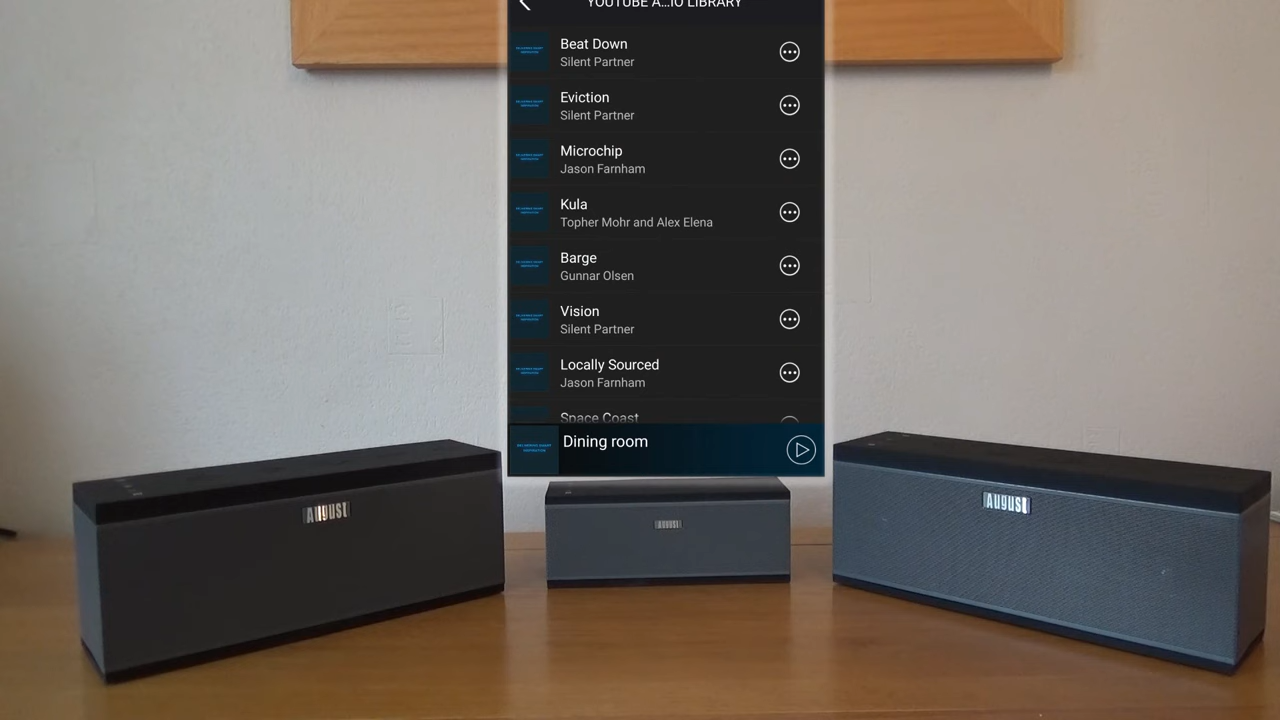 YOUTUBE A...IO LIBRARY
Beat Down
Silent Partner
Eviction
Silent Partner
Microchip
Jason Farnham
Kula
Topher Mohr and Alex Elena
Barge
Gunnar Olsen
Vision
Silent Partner
Locally Sourced
Jason Farnham
Space Coast
Dining room
AUGUST
AUGUST
AUGUST